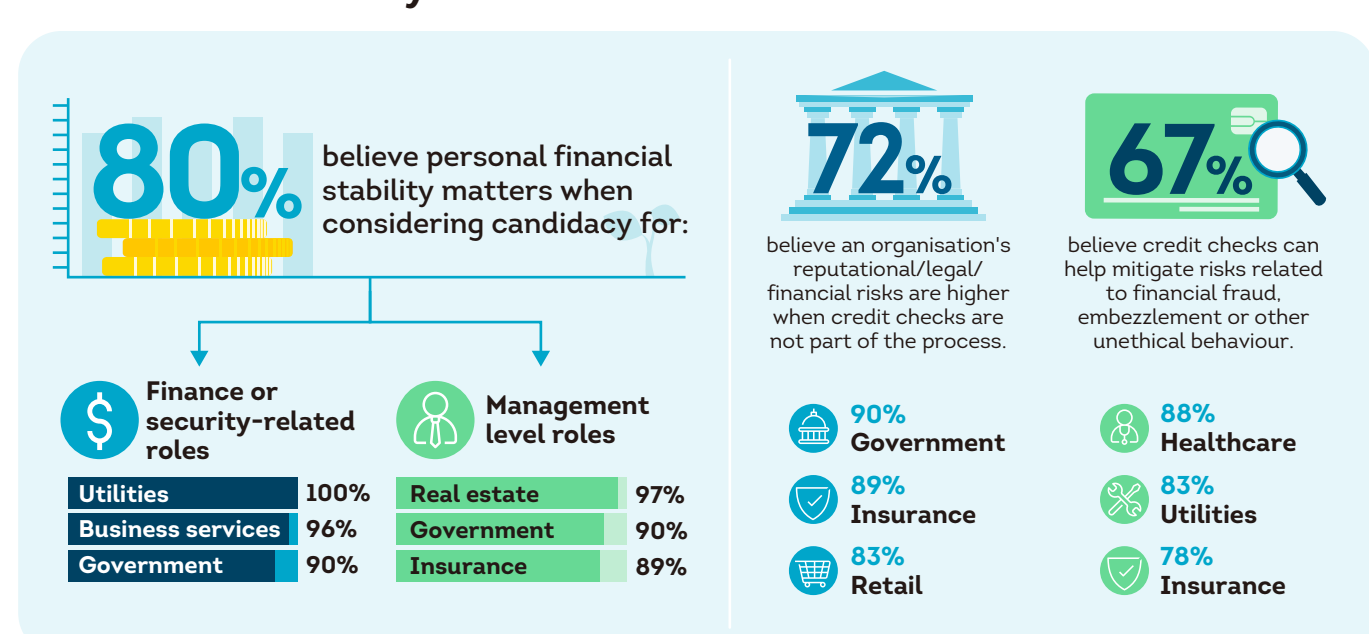 80%
believe personal financial
stability matters when
considering candidacy for:
Finance or
security-related
roles
Utilities 100%
Business services 96%
Government 90%
Management
level roles
Real estate 97%
Government 90%
Insurance 89%
72%
believe an organisation's
reputational/legal/
financial risks are higher
when credit checks are
not part of the process.
90%
Government
89%
Insurance
83%
Retail
67%
believe credit checks can
help mitigate risks related
to financial fraud,
embezzlement or other
unethical behaviour.
88%
Healthcare
83%
Utilities
78%
Insurance